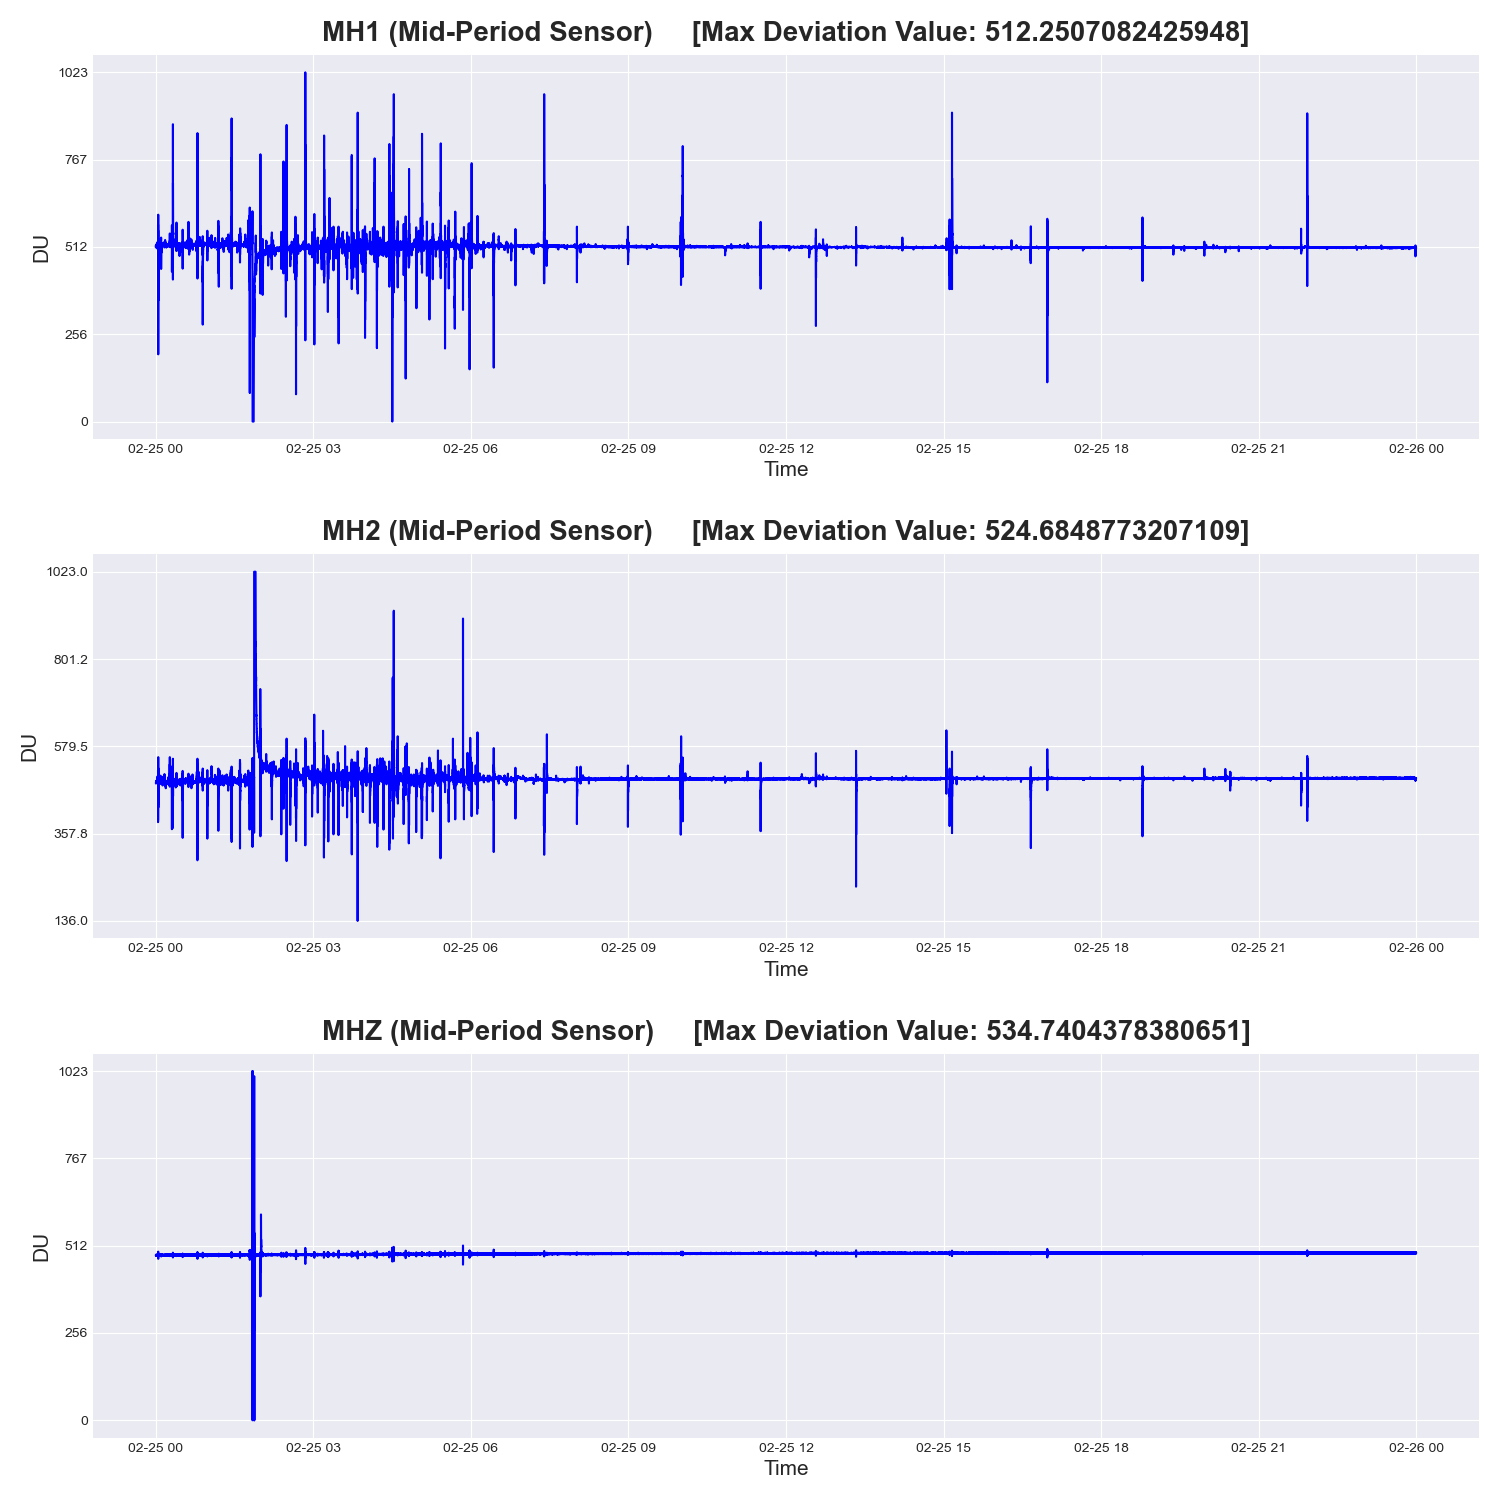 MH1 (Mid-Period Sensor) [Max Deviation Value: 512.2507082425948]
1023
767
512
256
0
DU
02-25 00 02-25 03 02-25 06 02-25 09 02-25 12 02-25 15 02-25 18 02-25 21 02-26 00
Time
MH2 (Mid-Period Sensor) [Max Deviation Value: 524.6848773207109]
1023.0
801.2
579.5
357.8
136.0
DU
02-25 00 02-25 03 02-25 06 02-25 09 02-25 12 02-25 15 02-25 18 02-25 21 02-26 00
Time
MHZ (Mid-Period Sensor) [Max Deviation Value: 534.7404378380651]
1023
767
512
256
0
DU
02-25 00 02-25 03 02-25 06 02-25 09 02-25 12 02-25 15 02-25 18 02-25 21 02-26 00
Time